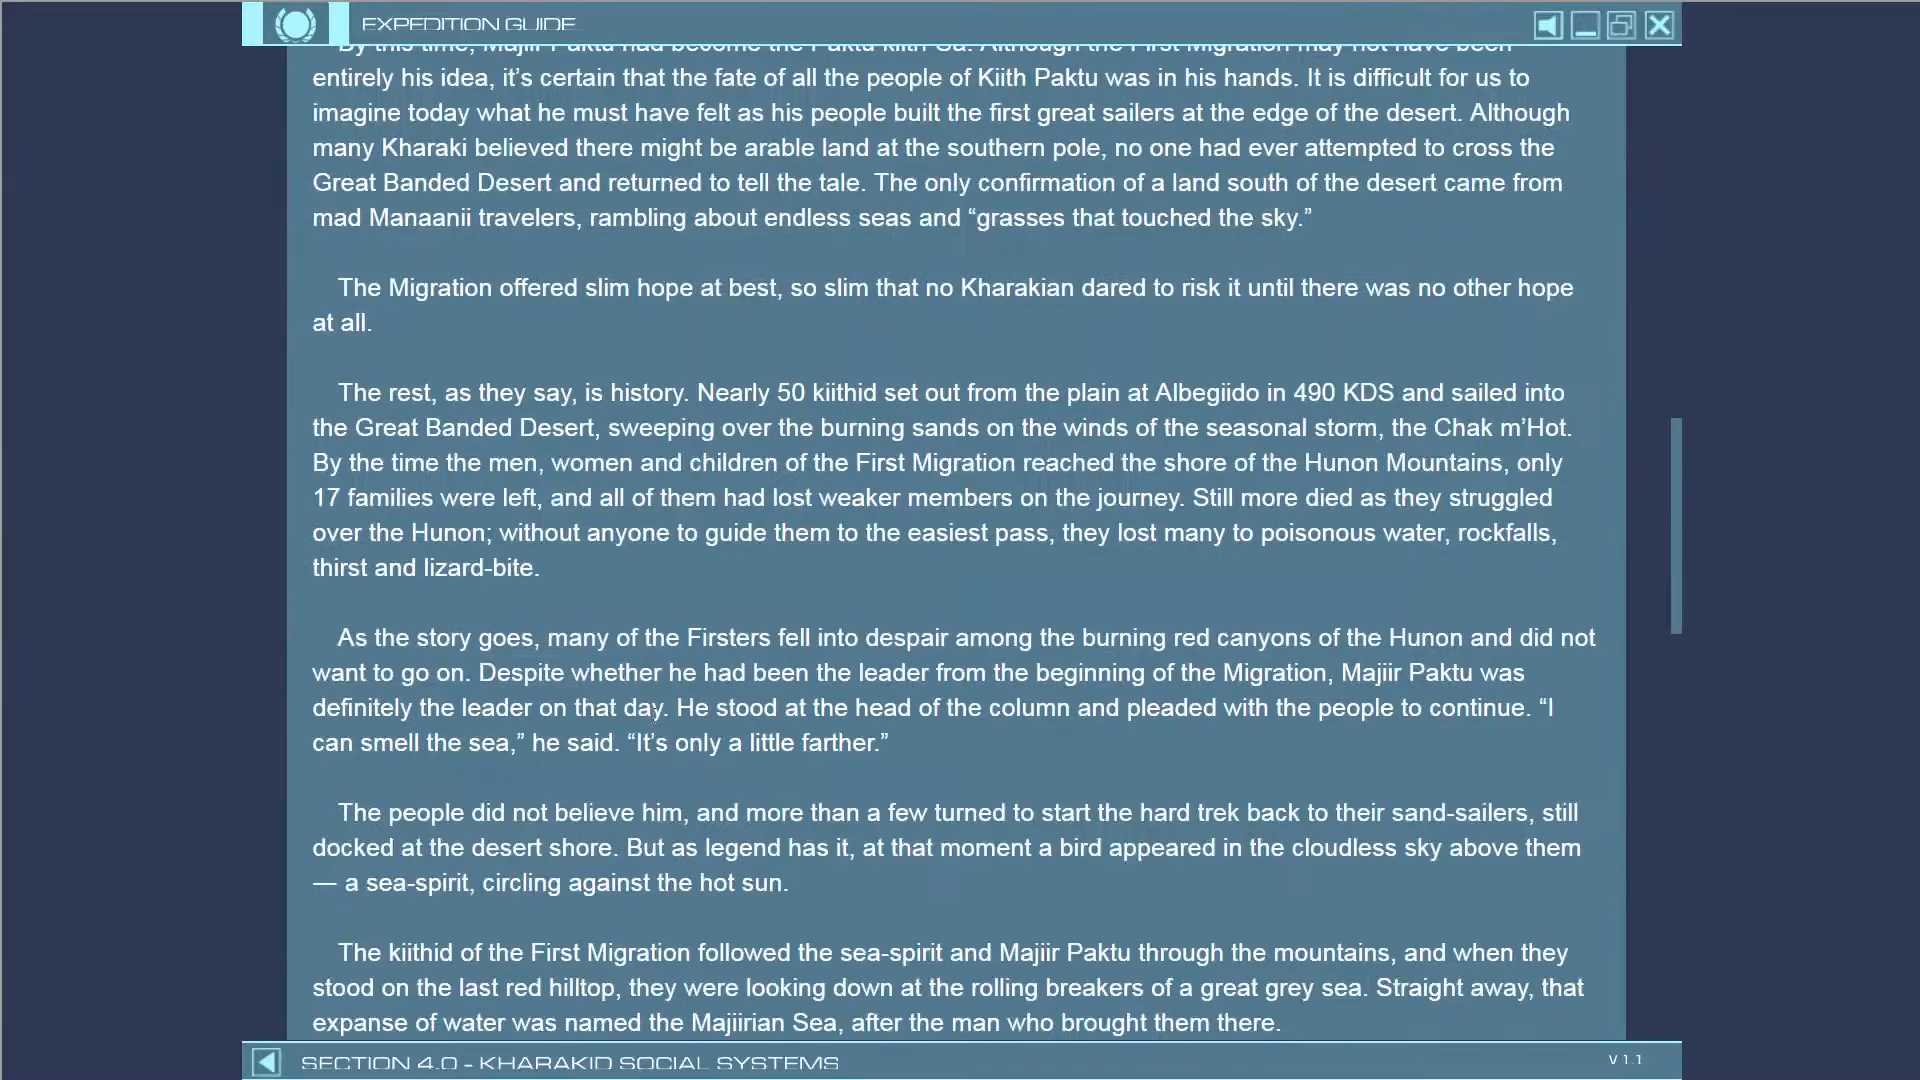 EXPEDITION GUIDE
By this time, Majiir Paktu had become the Paktu kiith-Sa. Although the First Migration may not have been
entirely his idea, it’s certain that the fate of all the people of Kiith Paktu was in his hands. It is difficult for us to
imagine today what he must have felt as his people built the first great sailers at the edge of the desert. Although
many Kharaki believed there might be arable land at the southern pole, no one had ever attempted to cross the
Great Banded Desert and returned to tell the tale. The only confirmation of a land south of the desert came from
mad Manaanii travelers, rambling about endless seas and “grasses that touched the sky.”
The Migration offered slim hope at best, so slim that no Kharakian dared to risk it until there was no other hope
at all.
The rest, as they say, is history. Nearly 50 kiithid set out from the plain at Albegiido in 490 KDS and sailed into
the Great Banded Desert, sweeping over the burning sands on the winds of the seasonal storm, the Chak m’Hot.
By the time the men, women and children of the First Migration reached the shore of the Hunon Mountains, only
17 families were left, and all of them had lost weaker members on the journey. Still more died as they struggled
over the Hunon; without anyone to guide them to the easiest pass, they lost many to poisonous water, rockfalls,
thirst and lizard-bite.
As the story goes, many of the Firsters fell into despair among the burning red canyons of the Hunon and did not
want to go on. Despite whether he had been the leader from the beginning of the Migration, Majiir Paktu was
definitely the leader on that day. He stood at the head of the column and pleaded with the people to continue. “I
can smell the sea,” he said. “It’s only a little farther.”
The people did not believe him, and more than a few turned to start the hard trek back to their sand-sailers, still
docked at the desert shore. But as legend has it, at that moment a bird appeared in the cloudless sky above them
— a sea-spirit, circling against the hot sun.
The kiithid of the First Migration followed the sea-spirit and Majiir Paktu through the mountains, and when they
stood on the last red hilltop, they were looking down at the rolling breakers of a great grey sea. Straight away, that
expanse of water was named the Majiirian Sea, after the man who brought them there.
SECTION 4.0 - KHARAKID SOCIAL SYSTEMS
V 1.1